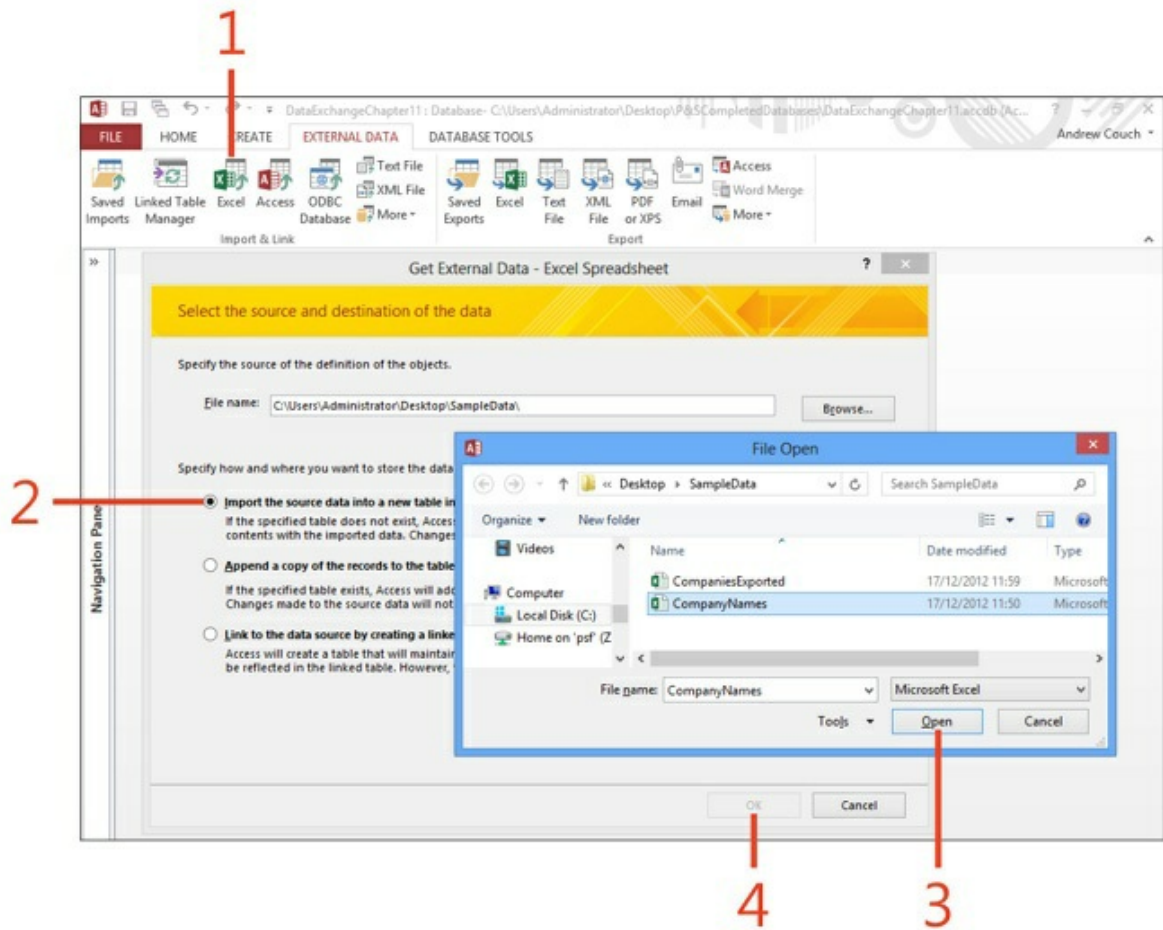 1
DataExchangeChapter11 : Database- C:\Users\Administrator\Desktop\P&SCompletedDatabases\DataExchangeChapter11.accdb (Ac...
?
FILE HOME CREATE EXTERNAL DATA DATABASE TOOLS
Andrew Couch
Saved Imports
Linked Table Manager
Excel
Access
ODBC Database
Text File
XML File
More
Saved Exports
Excel
Text File
XML File
PDF or XPS
Email
Access
Word Merge
More
Import & Link
Export
»
Navigation Pane
Get External Data - Excel Spreadsheet
?
Select the source and destination of the data
Specify the source of the definition of the objects.
File name: C:\Users\Administrator\Desktop\SampleData\
Browse...
Specify how and where you want to store the data
2
Import the source data into a new table in
If the specified table does not exist, Access
contents with the imported data. Changes
Append a copy of the records to the table
If the specified table exists, Access will add
Changes made to the source data will not
Link to the data source by creating a linke
Access will create a table that will maintain
be reflected in the linked table. However,
File Open
« Desktop SampleData
Search SampleData
Organize New folder
Videos
Computer
Local Disk (C:)
Home on 'psf' (Z
Name Date modified Type
CompaniesExported 17/12/2012 11:59 Microsoft
CompanyNames 17/12/2012 11:50 Microsoft
File name: CompanyNames
Microsoft Excel
Tools Open Cancel
OK Cancel
4
3